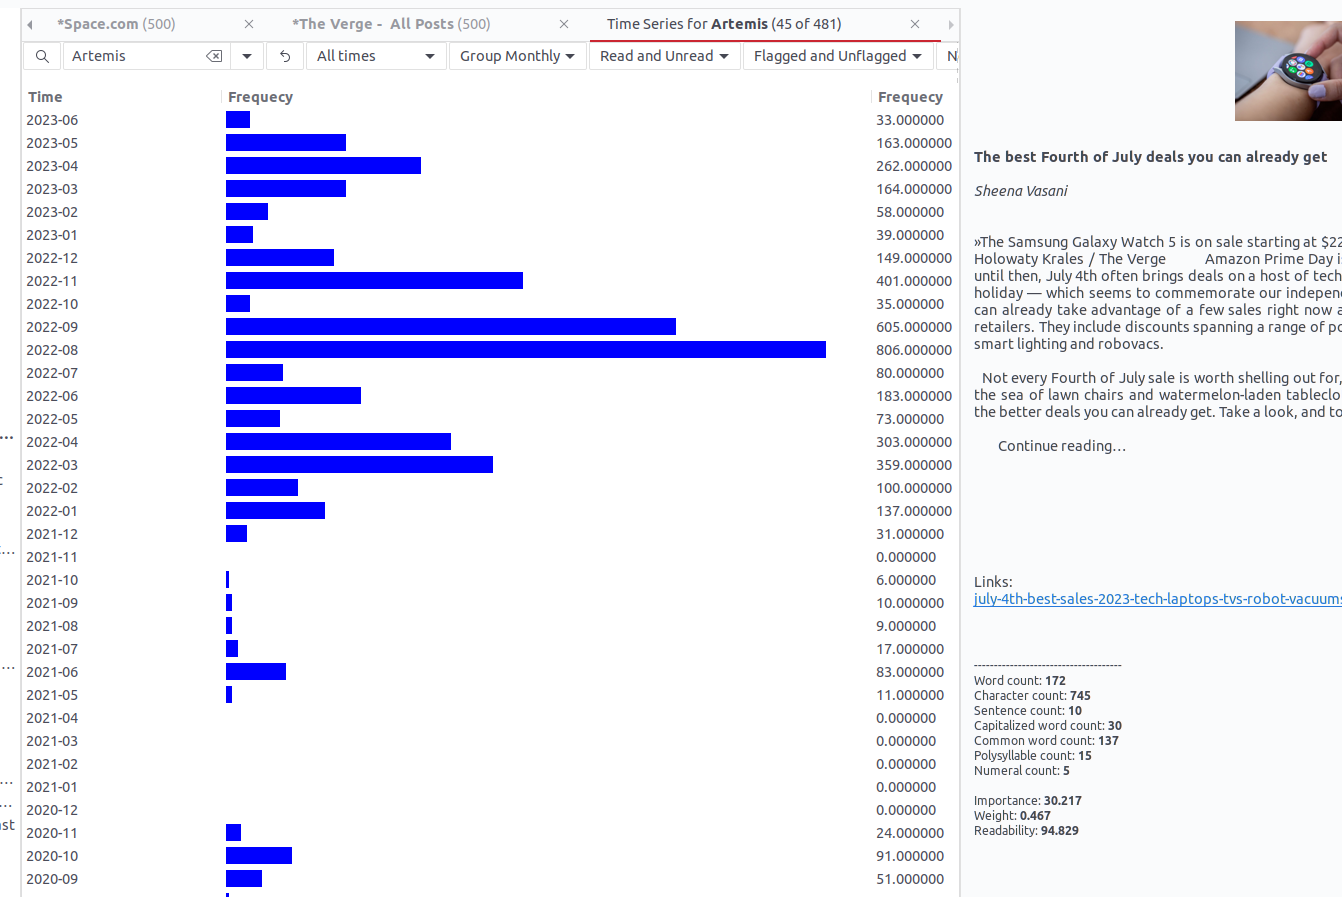 *Space.com (500)
*The Verge - All Posts (500)
Time Series for Artemis (45 of 481)
Artemis
All times
Group Monthly
Read and Unread
Flagged and Unflagged
Time Frequecy Frequecy
2023-06 33.000000
2023-05 163.000000
2023-04 262.000000
2023-03 164.000000
2023-02 58.000000
2023-01 39.000000
2022-12 149.000000
2022-11 401.000000
2022-10 35.000000
2022-09 605.000000
2022-08 806.000000
2022-07 80.000000
2022-06 183.000000
2022-05 73.000000
2022-04 303.000000
2022-03 359.000000
2022-02 100.000000
2022-01 137.000000
2021-12 31.000000
2021-11 0.000000
2021-10 6.000000
2021-09 10.000000
2021-08 9.000000
2021-07 17.000000
2021-06 83.000000
2021-05 11.000000
2021-04 0.000000
2021-03 0.000000
2021-02 0.000000
2021-01 0.000000
2020-12 0.000000
2020-11 24.000000
2020-10 91.000000
2020-09 51.000000
The best Fourth of July deals you can already get
Sheena Vasani
»The Samsung Galaxy Watch 5 is on sale starting at $22
Holowaty Krales / The Verge Amazon Prime Day i
until then, July 4th often brings deals on a host of tech
holiday — which seems to commemorate our indepen
can already take advantage of a few sales right now a
retailers. They include discounts spanning a range of po
smart lighting and robovacs.
Not every Fourth of July sale is worth shelling out for,
the sea of lawn chairs and watermelon-laden tableclo
the better deals you can already get. Take a look, and to
Continue reading…
Links:
july-4th-best-sales-2023-tech-laptops-tvs-robot-vacuums
-------------------------------------
Word count: 172
Character count: 745
Sentence count: 10
Capitalized word count: 30
Common word count: 137
Polysyllable count: 15
Numeral count: 5
Importance: 30.217
Weight: 0.467
Readability: 94.829